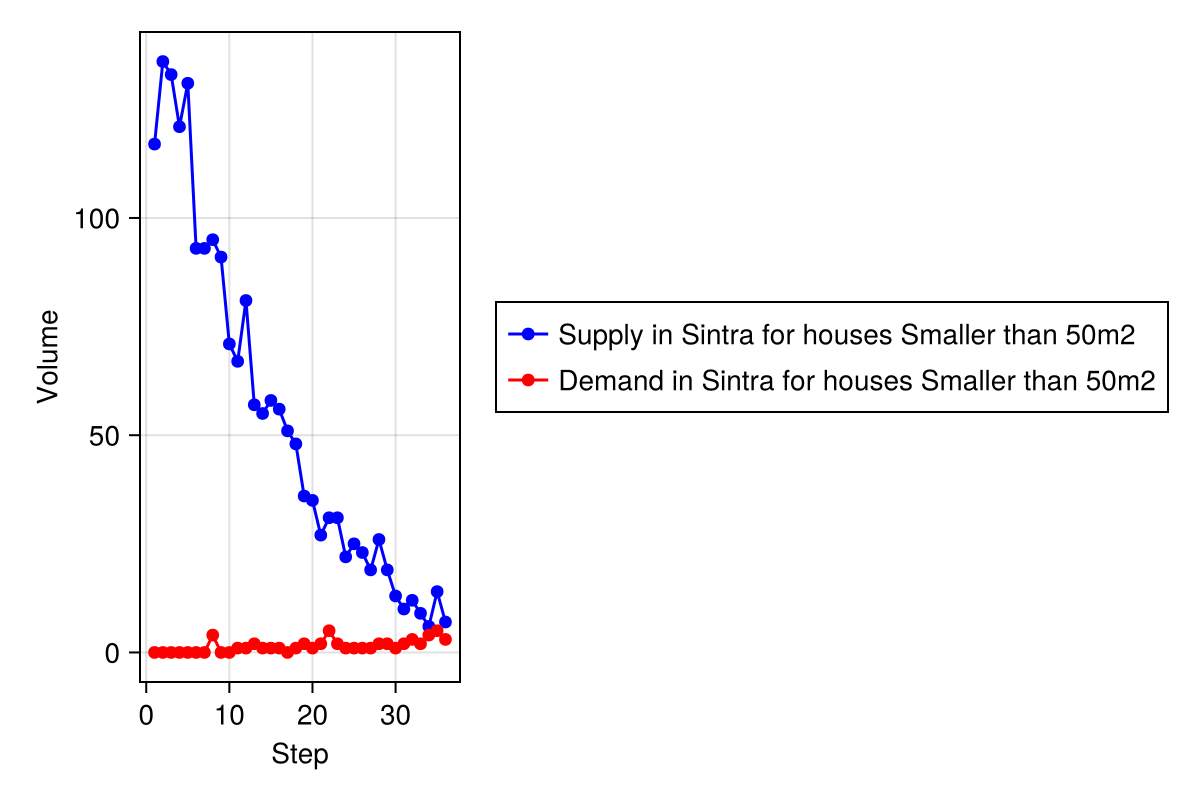 Volume
100
50
0
0 10 20 30
Step
Supply in Sintra for houses Smaller than 50m2
Demand in Sintra for houses Smaller than 50m2